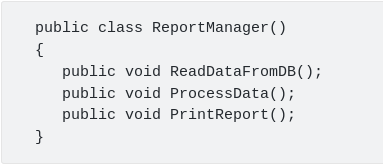 public class ReportManager()
{
public void ReadDataFromDB();
public void ProcessData();
public void PrintReport();
}